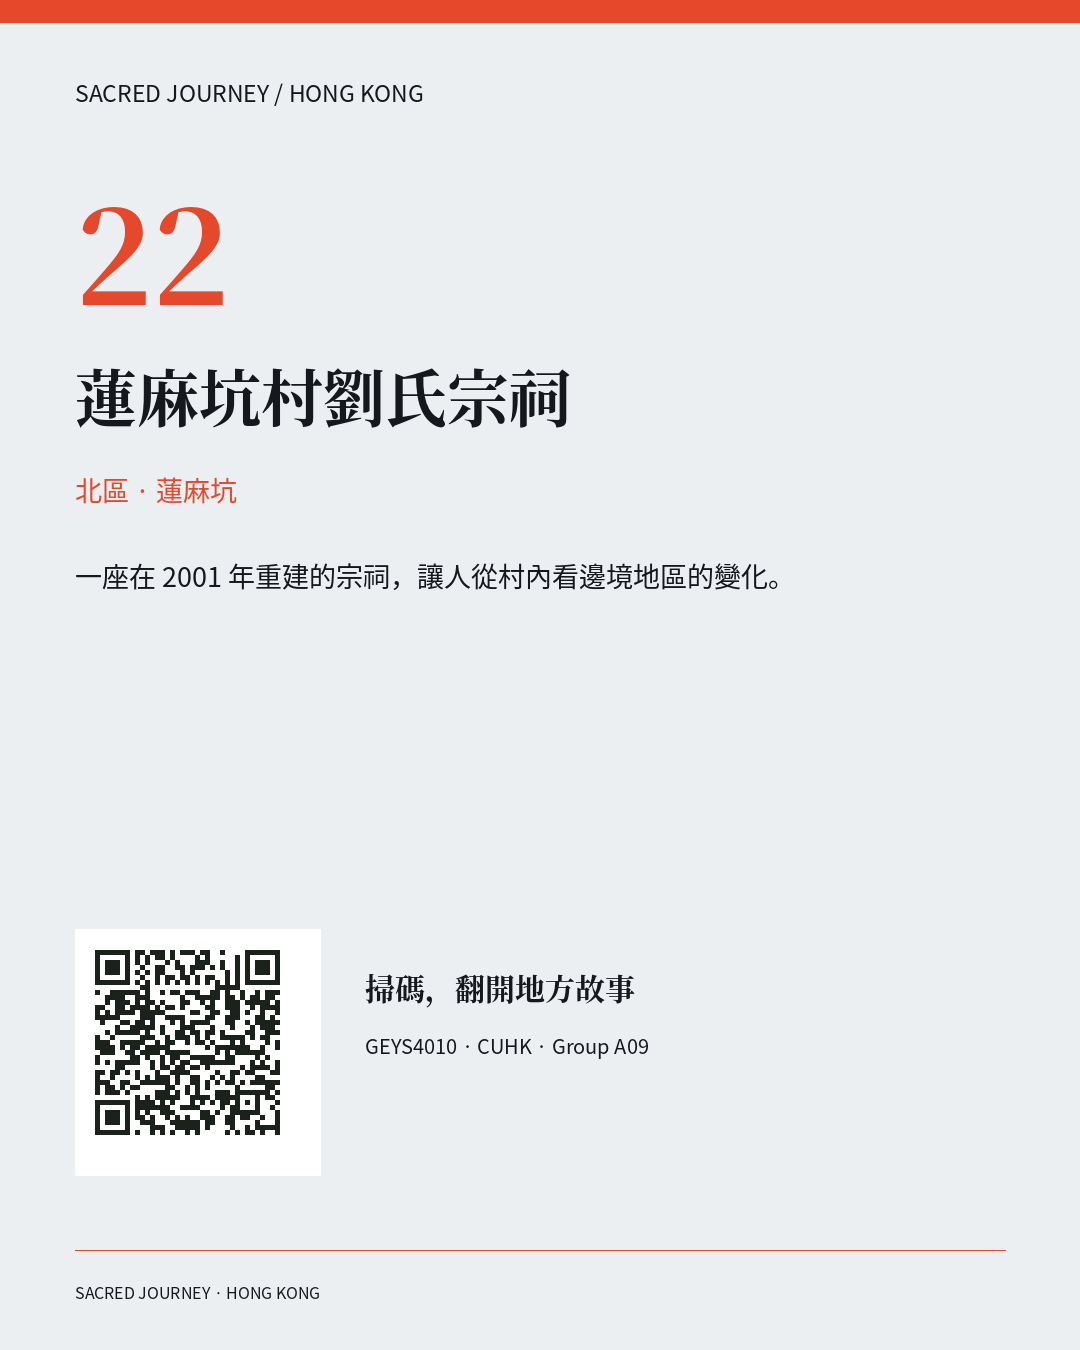 SACRED JOURNEY / HONG KONG
22
蓮麻坑村劉氏宗祠
北區 · 蓮麻坑
一座在 2001 年重建的宗祠，讓人從村內看邊境地區的變化。
掃碼，翻開地方故事
GEYS4010 · CUHK · Group A09
SACRED JOURNEY · HONG KONG